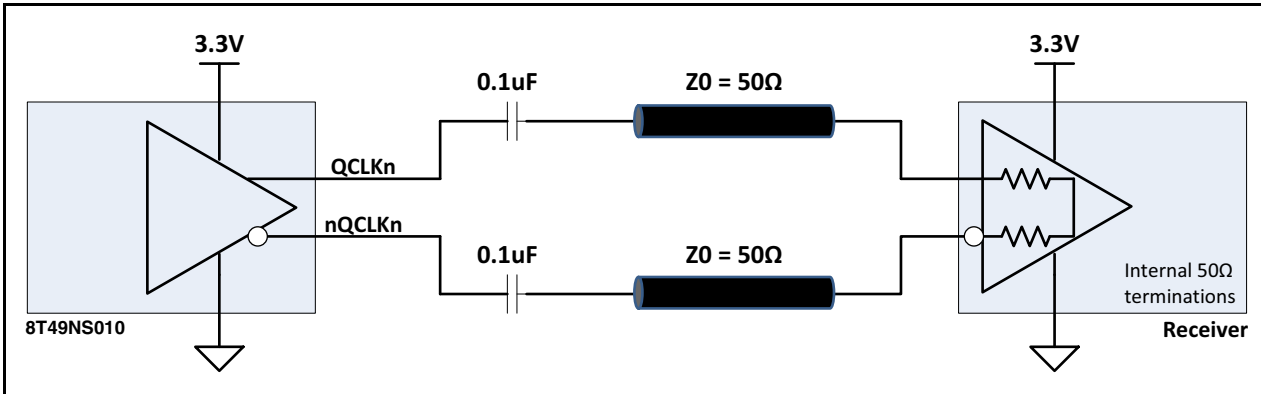 3.3V
3.3V
0.1uF
Z0 = 50Ω
QCLKn
nQCLKn
0.1uF
Z0 = 50Ω
Internal 50Ω
terminations
8T49NS010
Receiver